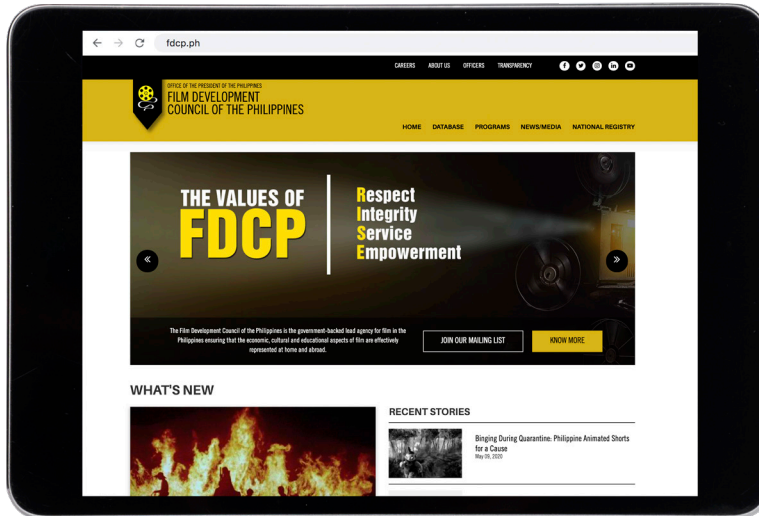 fdcp.ph
CAREERS ABOUT US OFFICERS TRANSPARENCY
OFFICE OF THE PRESIDENT OF THE PHILIPPINES
FILM DEVELOPMENT
COUNCIL OF THE PHILIPPINES
HOME DATABASE PROGRAMS NEWS/MEDIA NATIONAL REGISTRY
THE VALUES OF
FDCP
Respect
Integrity
Service
Empowerment
The Film Development Council of the Philippines is the government-backed lead agency for film in the
Philippines ensuring that the economic, cultural and educational aspects of film are effectively
represented at home and abroad.
JOIN OUR MAILING LIST
KNOW MORE
WHAT'S NEW
RECENT STORIES
Binging During Quarantine: Philippine Animated Shorts
for a Cause
May 09, 2020